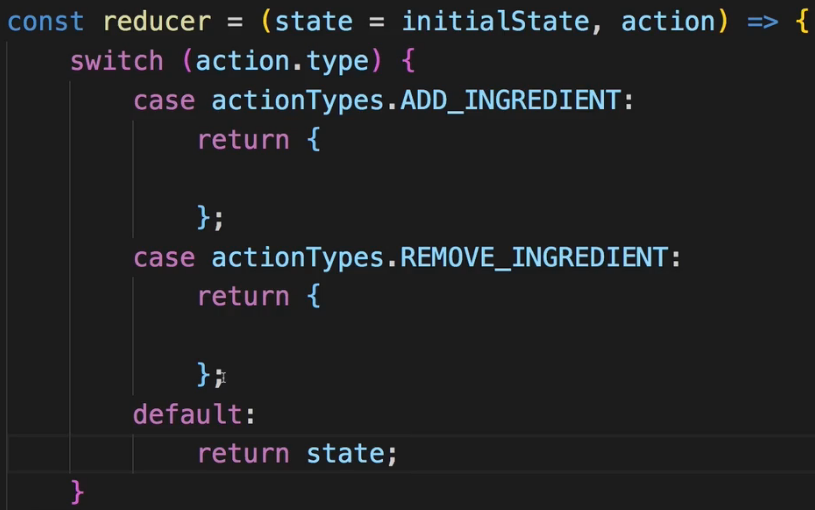 const reducer = (state = initialState, action) => {
    switch (action.type) {
        case actionTypes.ADD_INGREDIENT:
            return {

            };
        case actionTypes.REMOVE_INGREDIENT:
            return {

            };
        default:
            return state;
    }